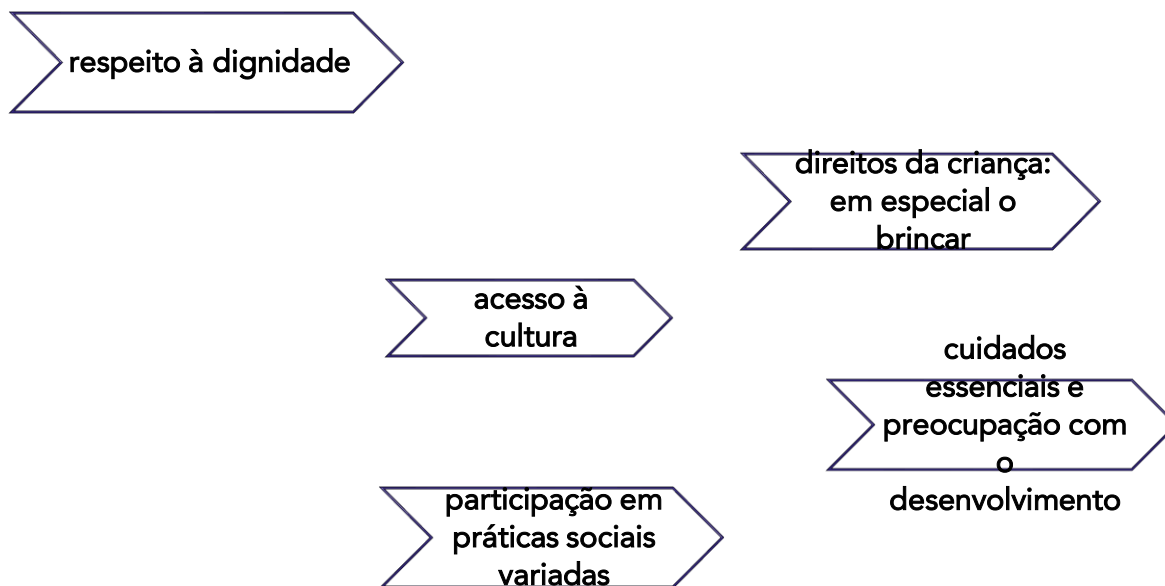 respeito à dignidade
direitos da criança:
em especial o
brincar
acesso à
cultura
cuidados
essenciais e
preocupação com
o
desenvolvimento
participação em
práticas sociais
variadas